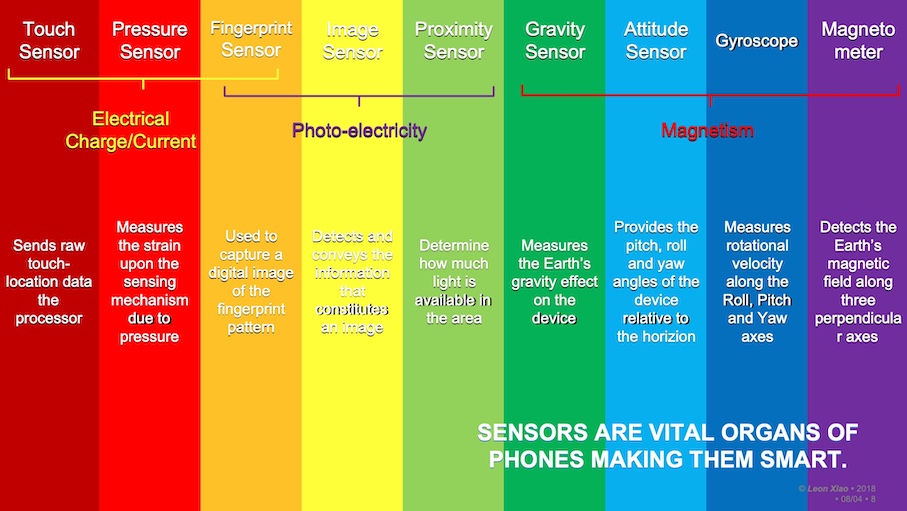 Touch
Sensor
Pressure
Sensor
Fingerprint
Sensor
Image
Sensor
Proximity
Sensor
Gravity
Sensor
Attitude
Sensor
Gyroscope
Magneto
meter
Electrical
Charge/Current
Photo-electricity
Magnetism
Sends raw
touch-
location data
the
processor
Measures
the strain
upon the
sensing
mechanism
due to
pressure
Used to
capture a
digital image
of the
fingerprint
pattern
Detects and
conveys the
information
that
constitutes
an image
Determine
how much
light is
available in
the area
Measures
the Earth's
gravity effect
on the
device
Provides the
pitch, roll
and yaw
angles of the
device
relative to
the horizion
Measures
rotational
velocity
along the
Roll, Pitch
and Yaw
axes
Detects the
Earth's
magnetic
field along
three
perpendicula
r axes
SENSORS ARE VITAL ORGANS OF
PHONES MAKING THEM SMART.
© Leon Xiao • 2018
• 08/04 • 8